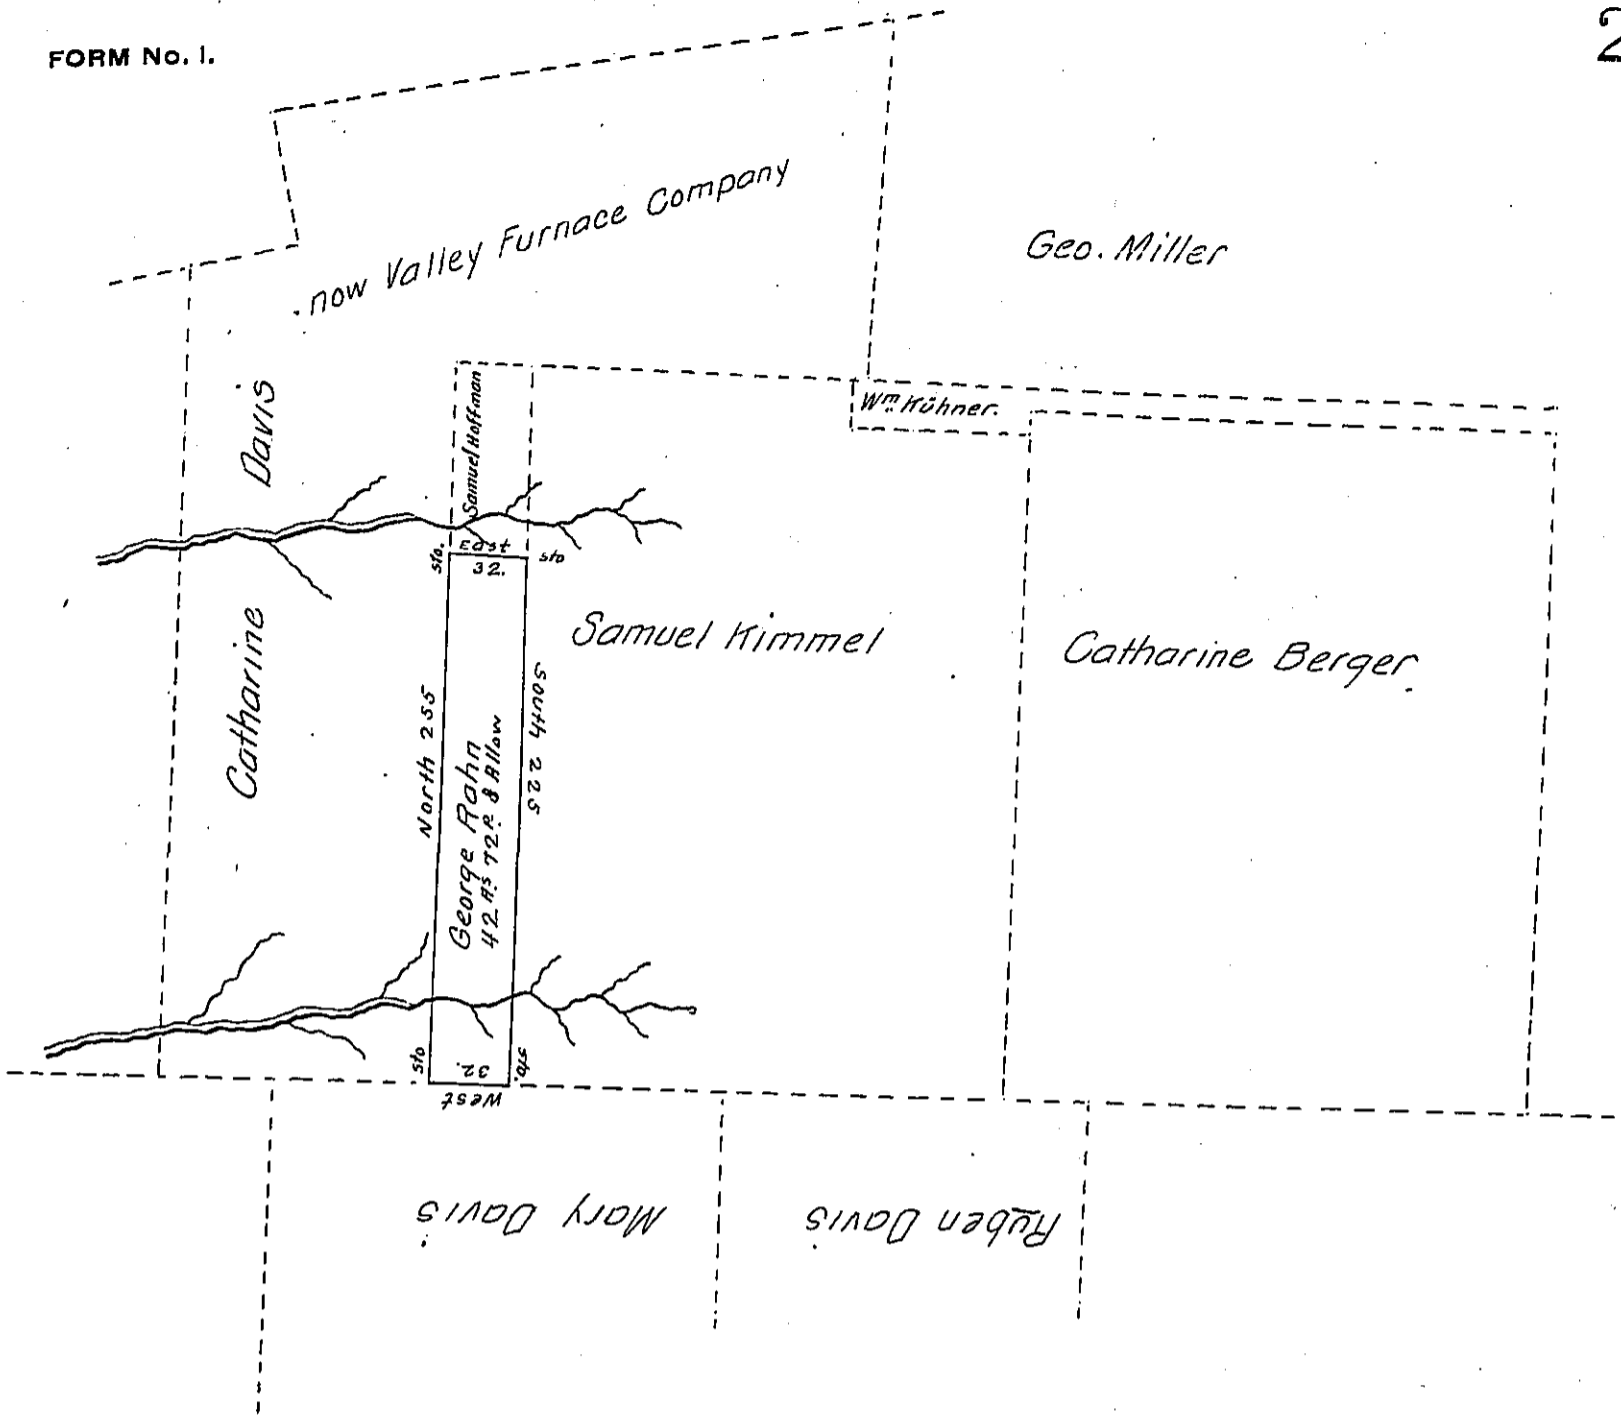 FORM No. 1.
2
now Valley Furnace Company
Geo. Miller
Catharine Davis
Samuel Hoffman
Wm. Kühner.
sto.
East
32.
sto
Samuel Kimmel
Catharine Berger.
North 255
George Rahn
42 As. 72 P. & Allow
South 225
sto
32.
sto.
West
Mary Davis
Ruben Davis